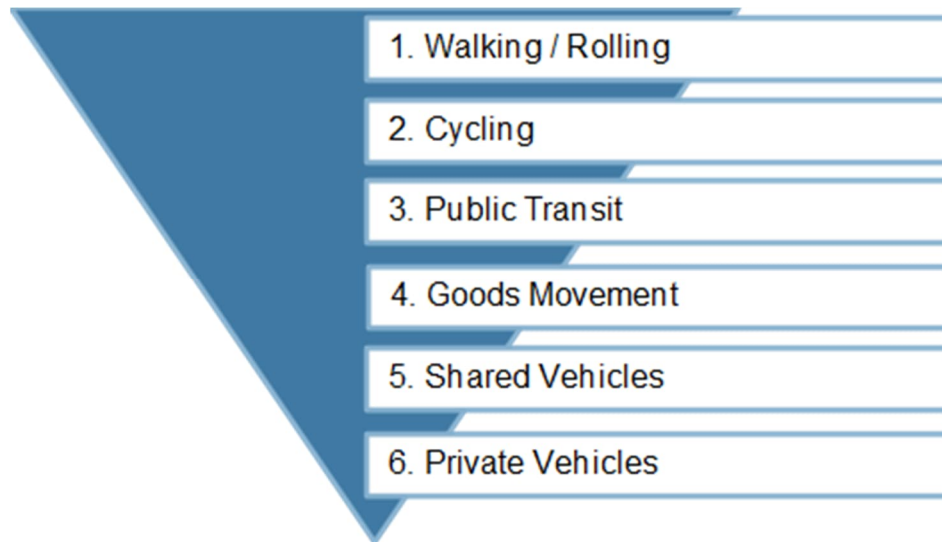 1. Walking / Rolling
2. Cycling
3. Public Transit
4. Goods Movement
5. Shared Vehicles
6. Private Vehicles